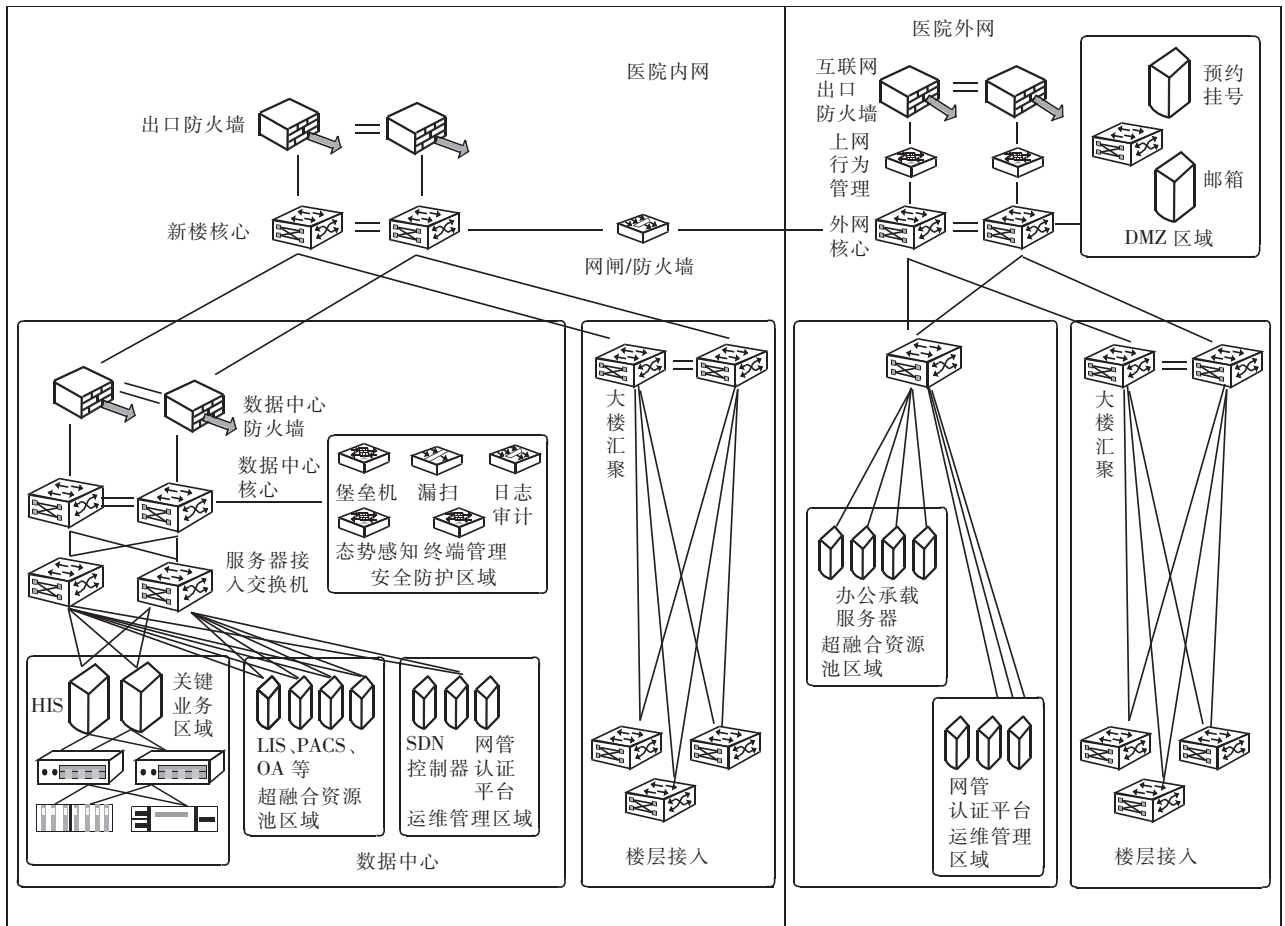 医院内网
出口防火墙
新楼核心
网闸/防火墙
数据中心
防火墙
数据中心
核心
堡垒机
漏扫
日志
审计
态势感知
终端管理
安全防护区域
服务器接
入交换机
HIS
关键
业务
区域
LIS、PACS、
OA 等
超融合资源
池区域
SDN
控制器
网管
认证
平台
运维管理区域
数据中心
大
楼
汇
聚
楼层接入
医院外网
互联网
出口
防火墙
上网
行为
管理
外网
核心
预约
挂号
邮箱
DMZ 区域
办公承载
服务器
超融合资源
池区域
网管
认证平台
运维管理
区域
大
楼
汇
聚
楼层接入